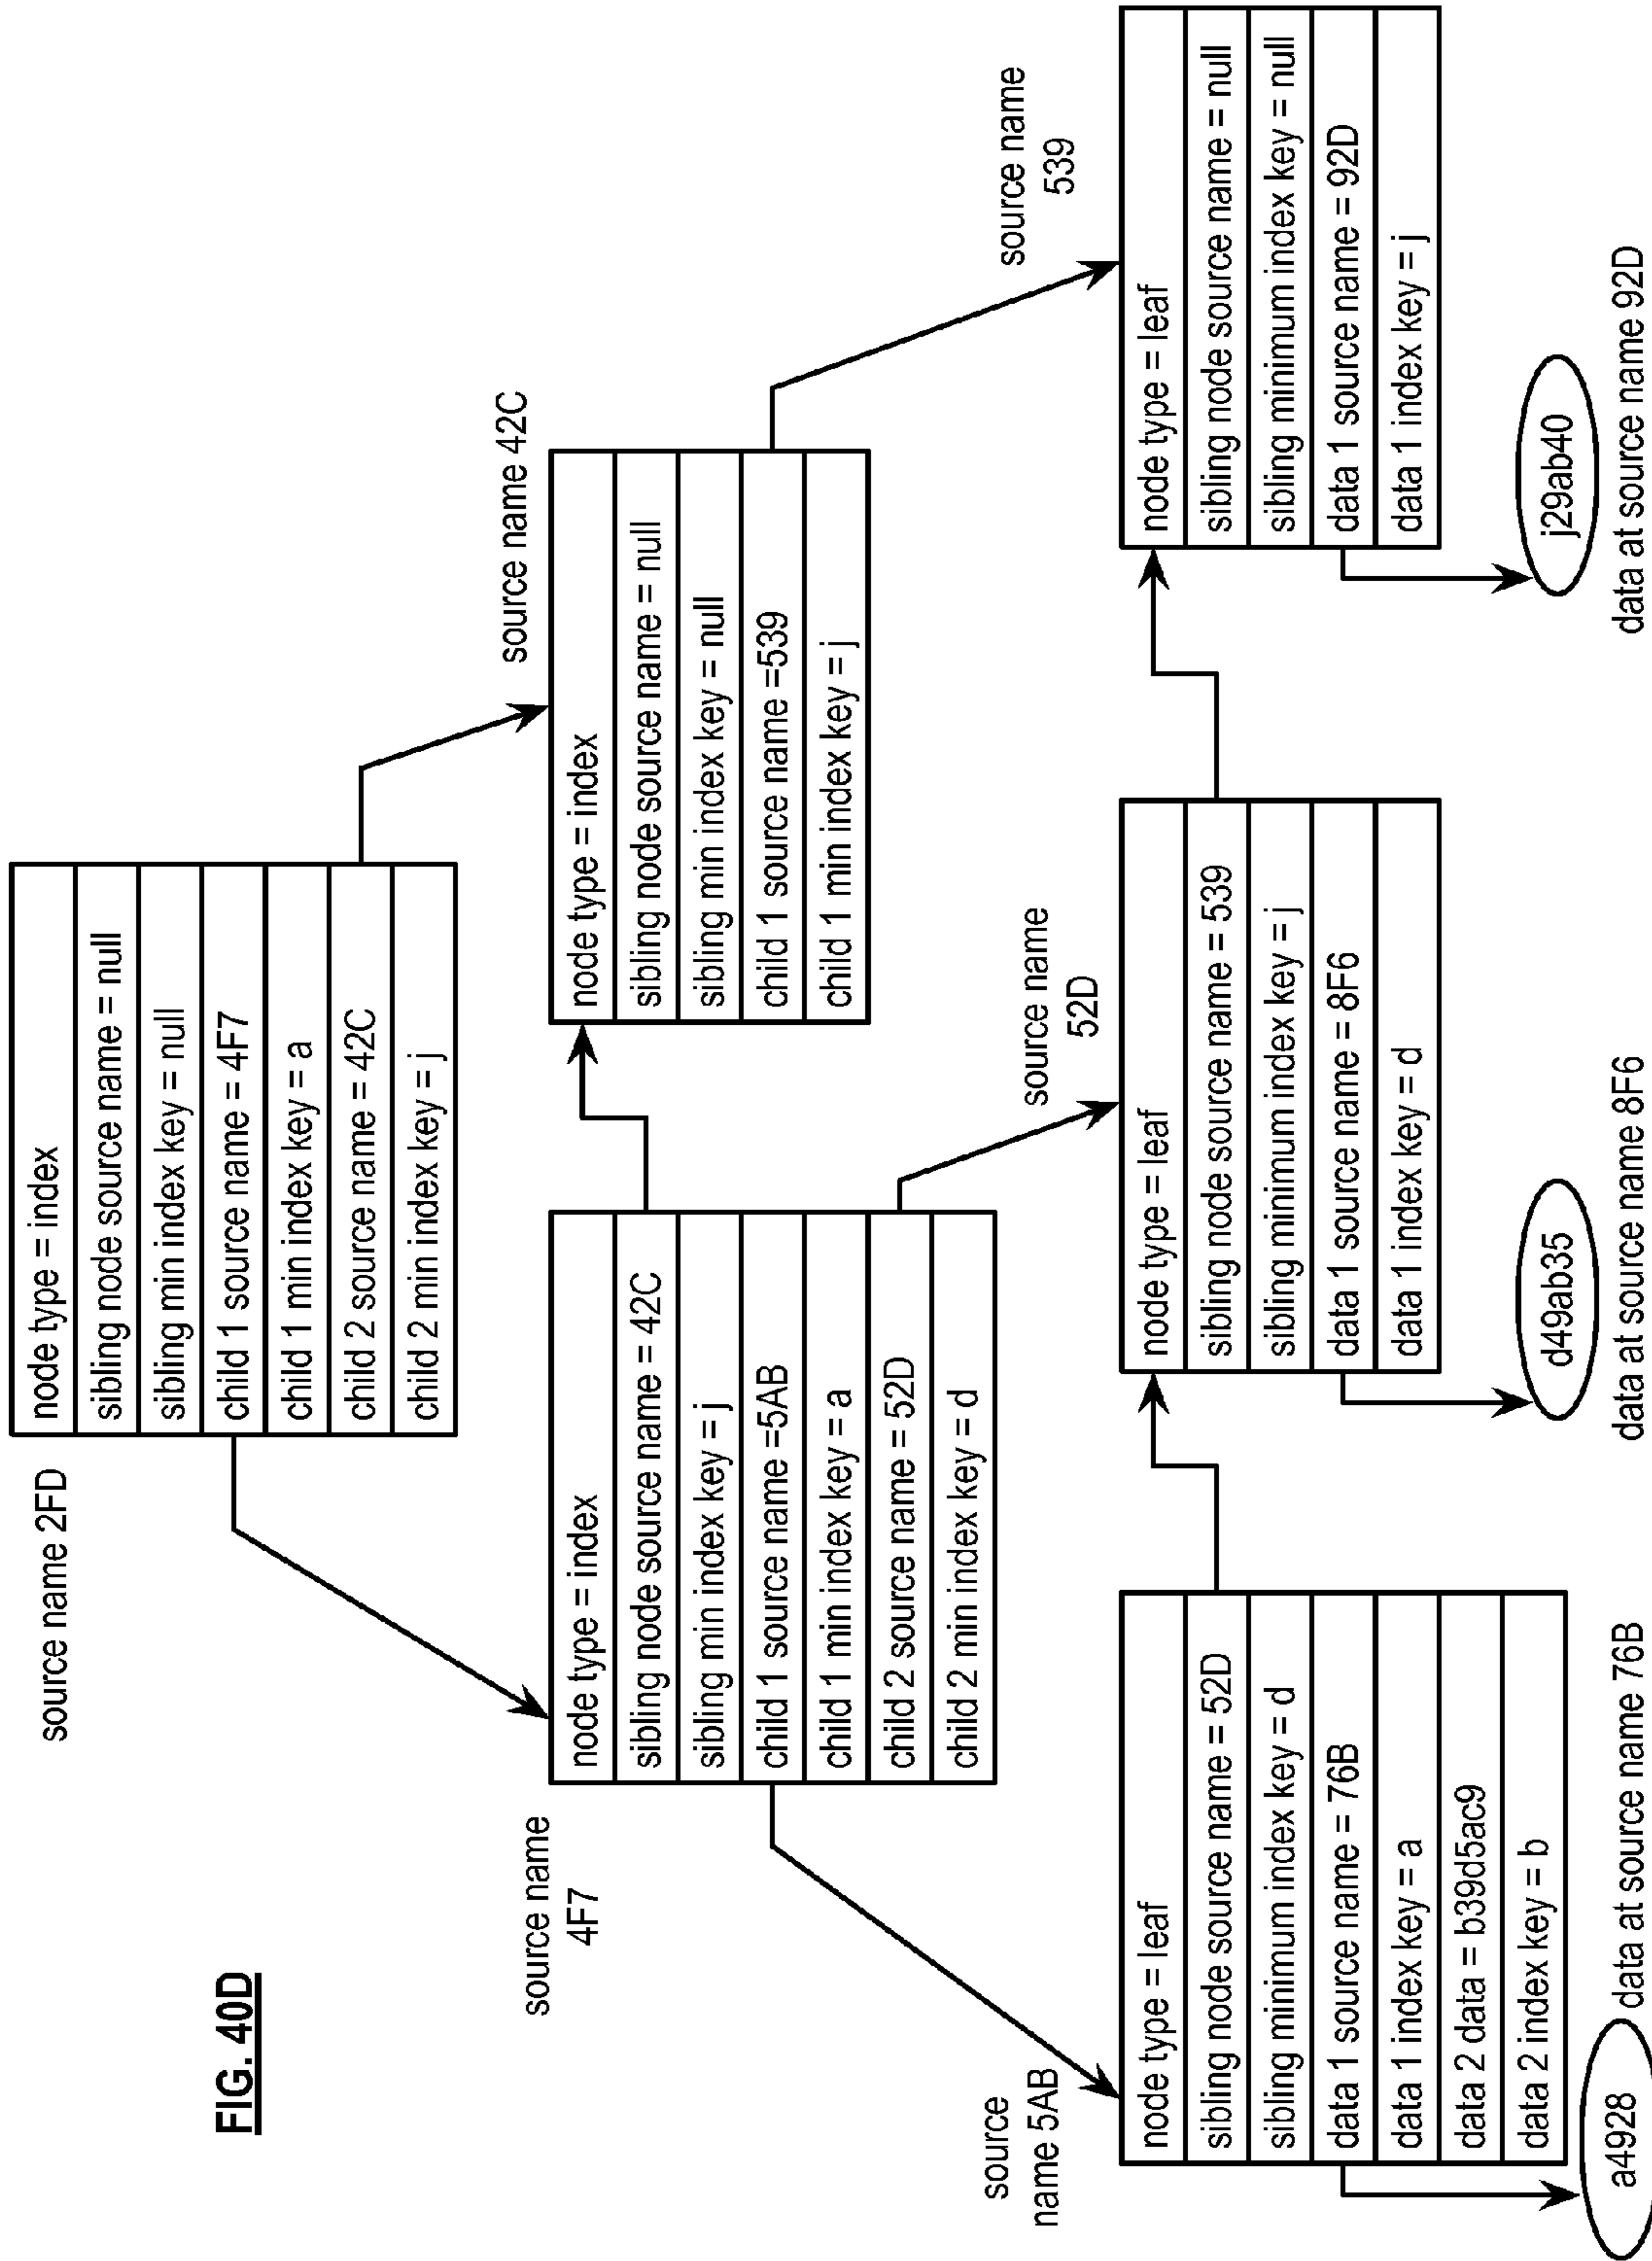 FIG. 40D
source name 2FD
node type = index
sibling node source name = null
sibling min index key = null
child 1 source name = 4F7
child 1 min index key = a
child 2 source name = 42C
child 2 min index key = j
source name
4F7
node type = index
sibling node source name = 42C
sibling min index key = j
child 1 source name =5AB
child 1 min index key = a
child 2 source name = 52D
child 2 min index key = d
source name 42C
node type = index
sibling node source name = null
sibling min index key = null
child 1 source name =539
child 1 min index key = j
source
name 5AB
node type = leaf
sibling node source name = 52D
sibling minimum index key = d
data 1 source name = 76B
data 1 index key = a
data 2 data = b39d5ac9
data 2 index key = b
a4928
data at source name 76B
source name
52D
node type = leaf
sibling node source name = 539
sibling minimum index key = j
data 1 source name = 8F6
data 1 index key = d
d49ab35
data at source name 8F6
source name
539
node type = leaf
sibling node source name = null
sibling minimum index key = null
data 1 source name = 92D
data 1 index key = j
j29ab40
data at source name 92D